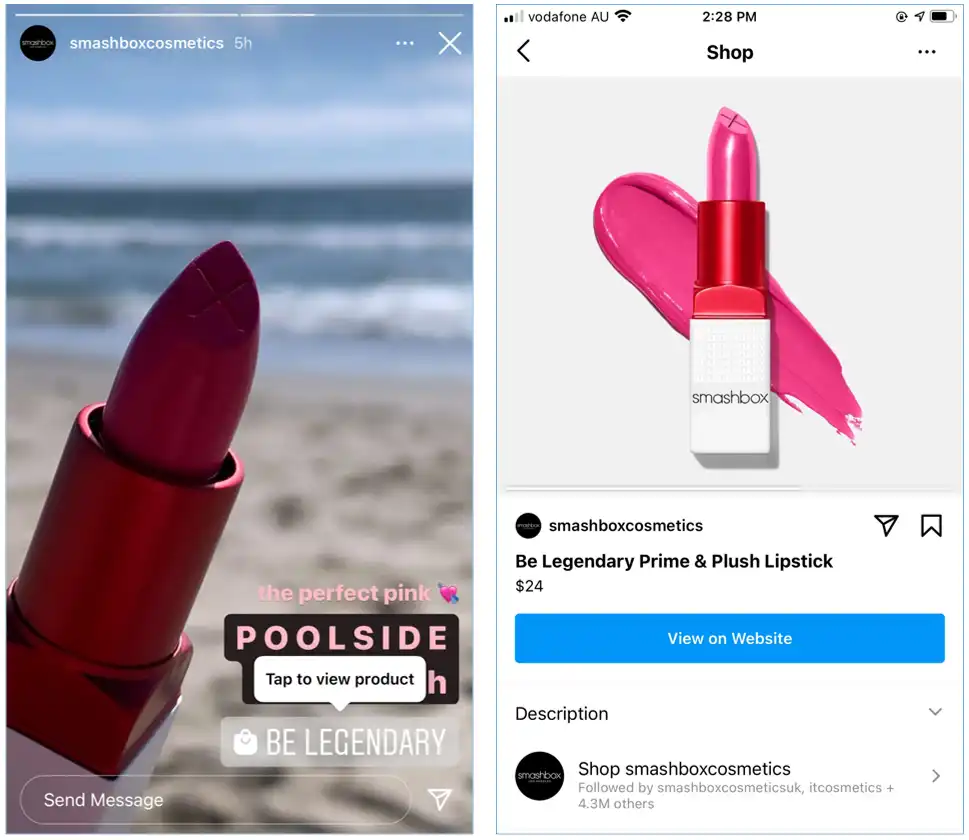 smashbox
smashboxcosmetics 5h
the perfect pink 💘
POOLSIDE
Tap to view product
h
BE LEGENDARY
Send Message
vodafone AU
2:28 PM
Shop
smashbox
smashbox
smashboxcosmetics
Be Legendary Prime & Plush Lipstick
$24
View on Website
Description
smashbox
Shop smashboxcosmetics
Followed by smashboxcosmeticsuk, itcosmetics +
4.3M others